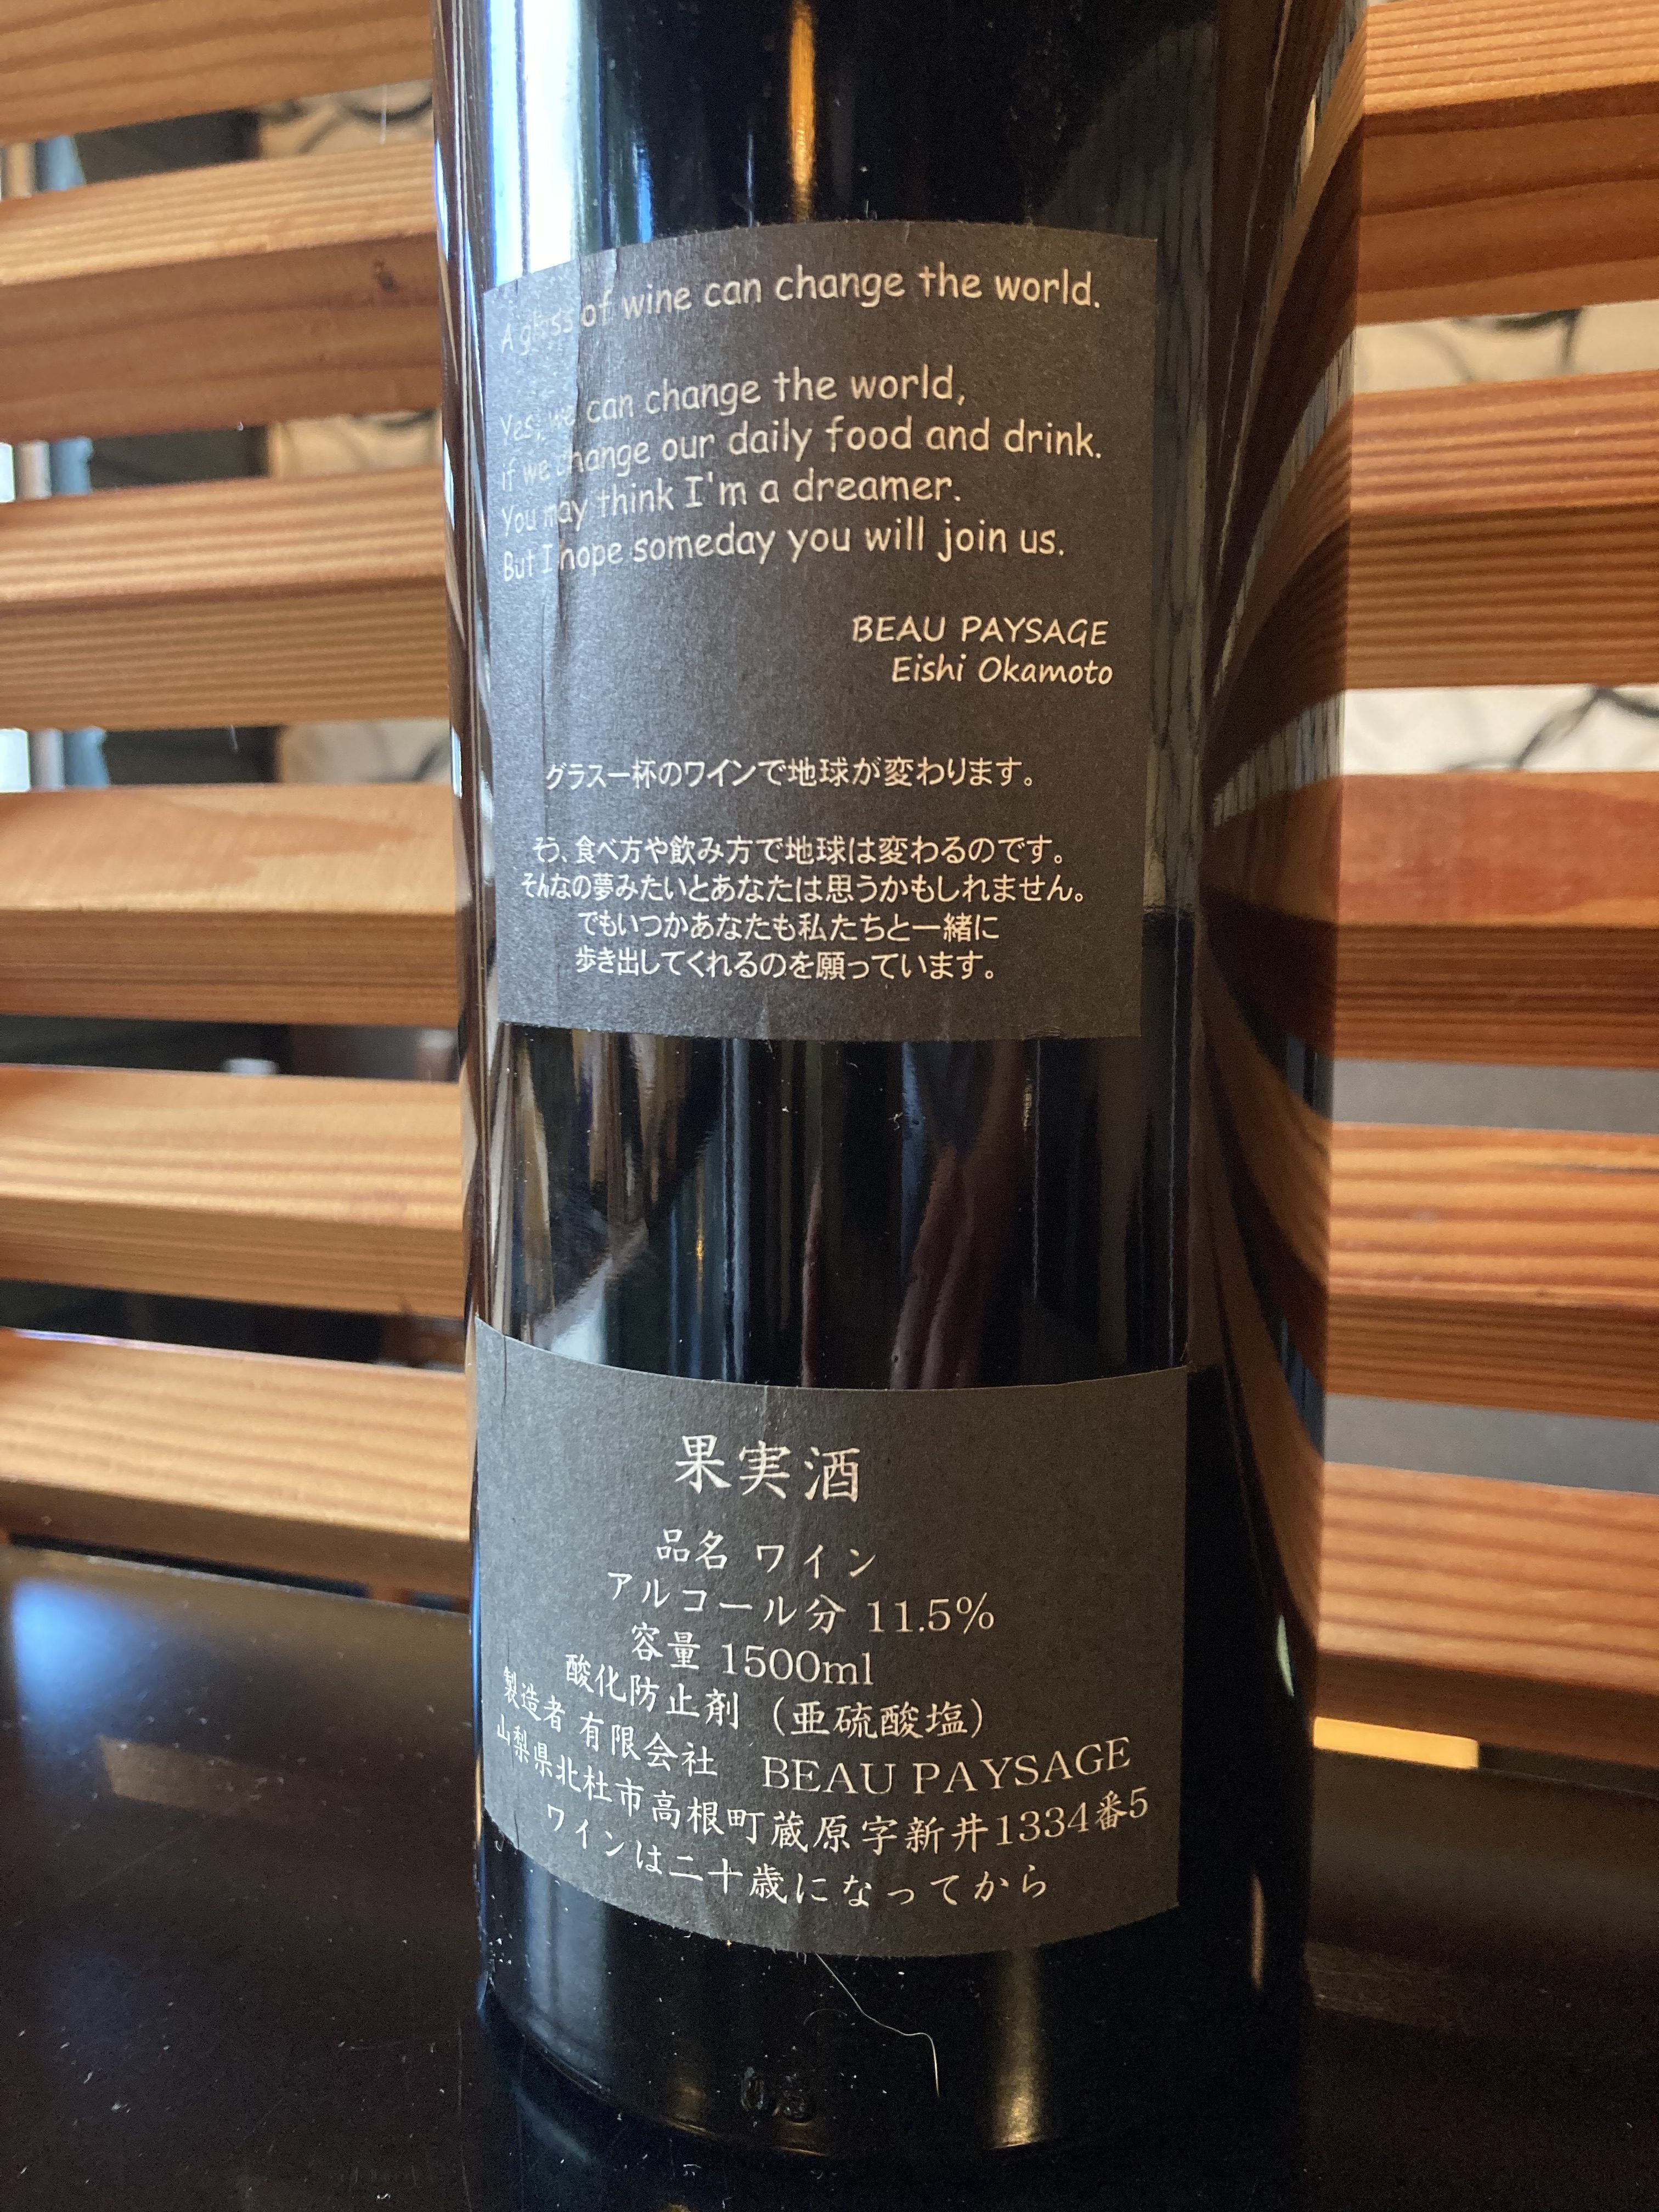 A glass of wine can change the world.
Yes, we can change the world,
if we change our daily food and drink.
You may think I'm a dreamer.
But I hope someday you will join us.
BEAU PAYSAGE
Eishi Okamoto
グラス一杯のワインで地球が変わります。
そう、食べ方や飲み方で地球は変わるのです。
そんなの夢みたいとあなたは思うかもしれません。
でもいつかあなたも私たちと一緒に
歩き出してくれるのを願っています。
果実酒
品名 ワイン
アルコール分 11.5%
容量 1500ml
酸化防止剤（亜硫酸塩）
製造者 有限会社 BEAU PAYSAGE
山梨県北杜市高根町蔵原字新井1334番5
ワインは二十歳になってから